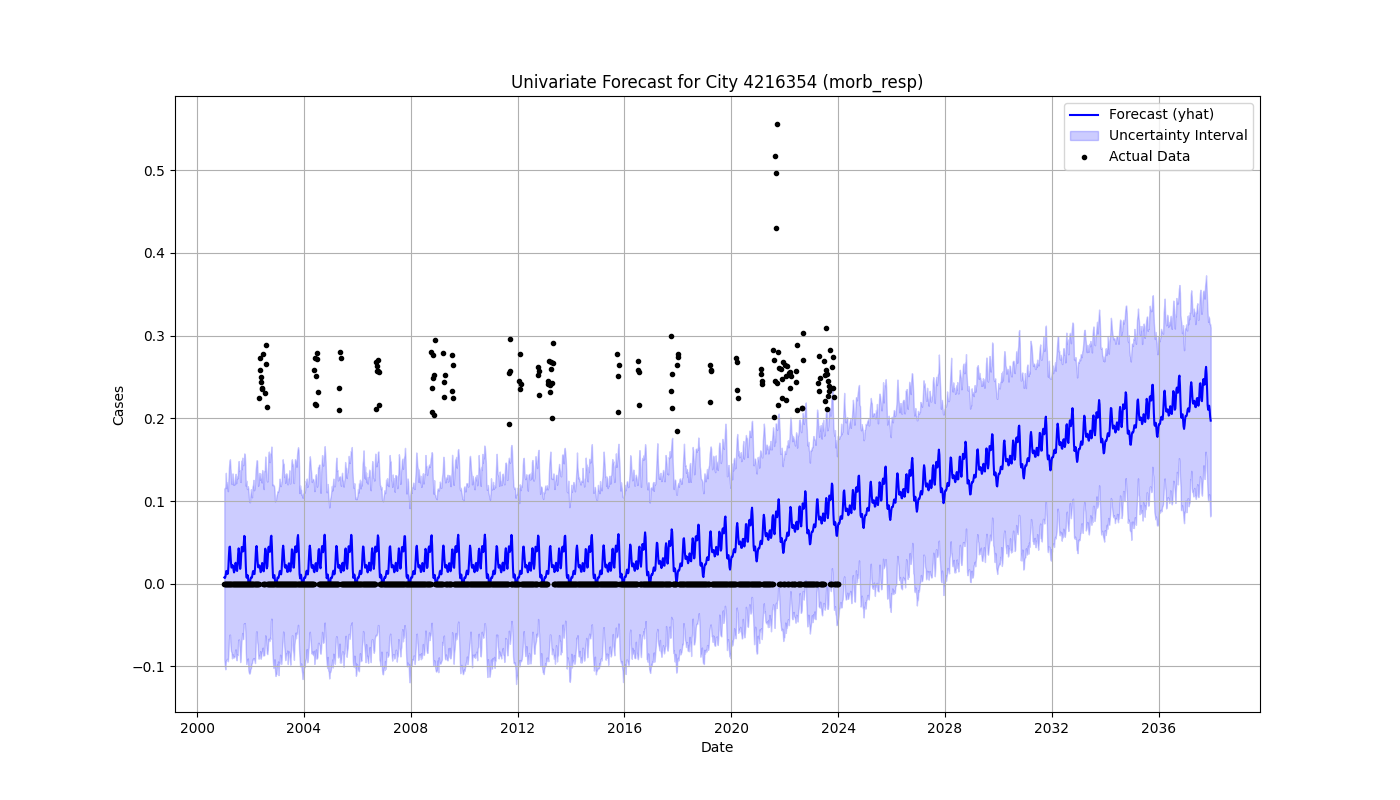 Univariate Forecast for City 4216354 (morb_resp)
Forecast (yhat)
Uncertainty Interval
Actual Data
Cases
0.5
0.4
0.3
0.2
0.1
0.0
−0.1
2000 2004 2008 2012 2016 2020 2024 2028 2032 2036
Date